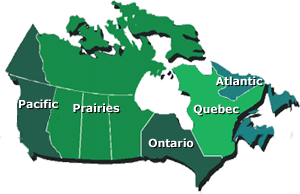 Atlantic
Pacific
Prairies
Quebec
Ontario